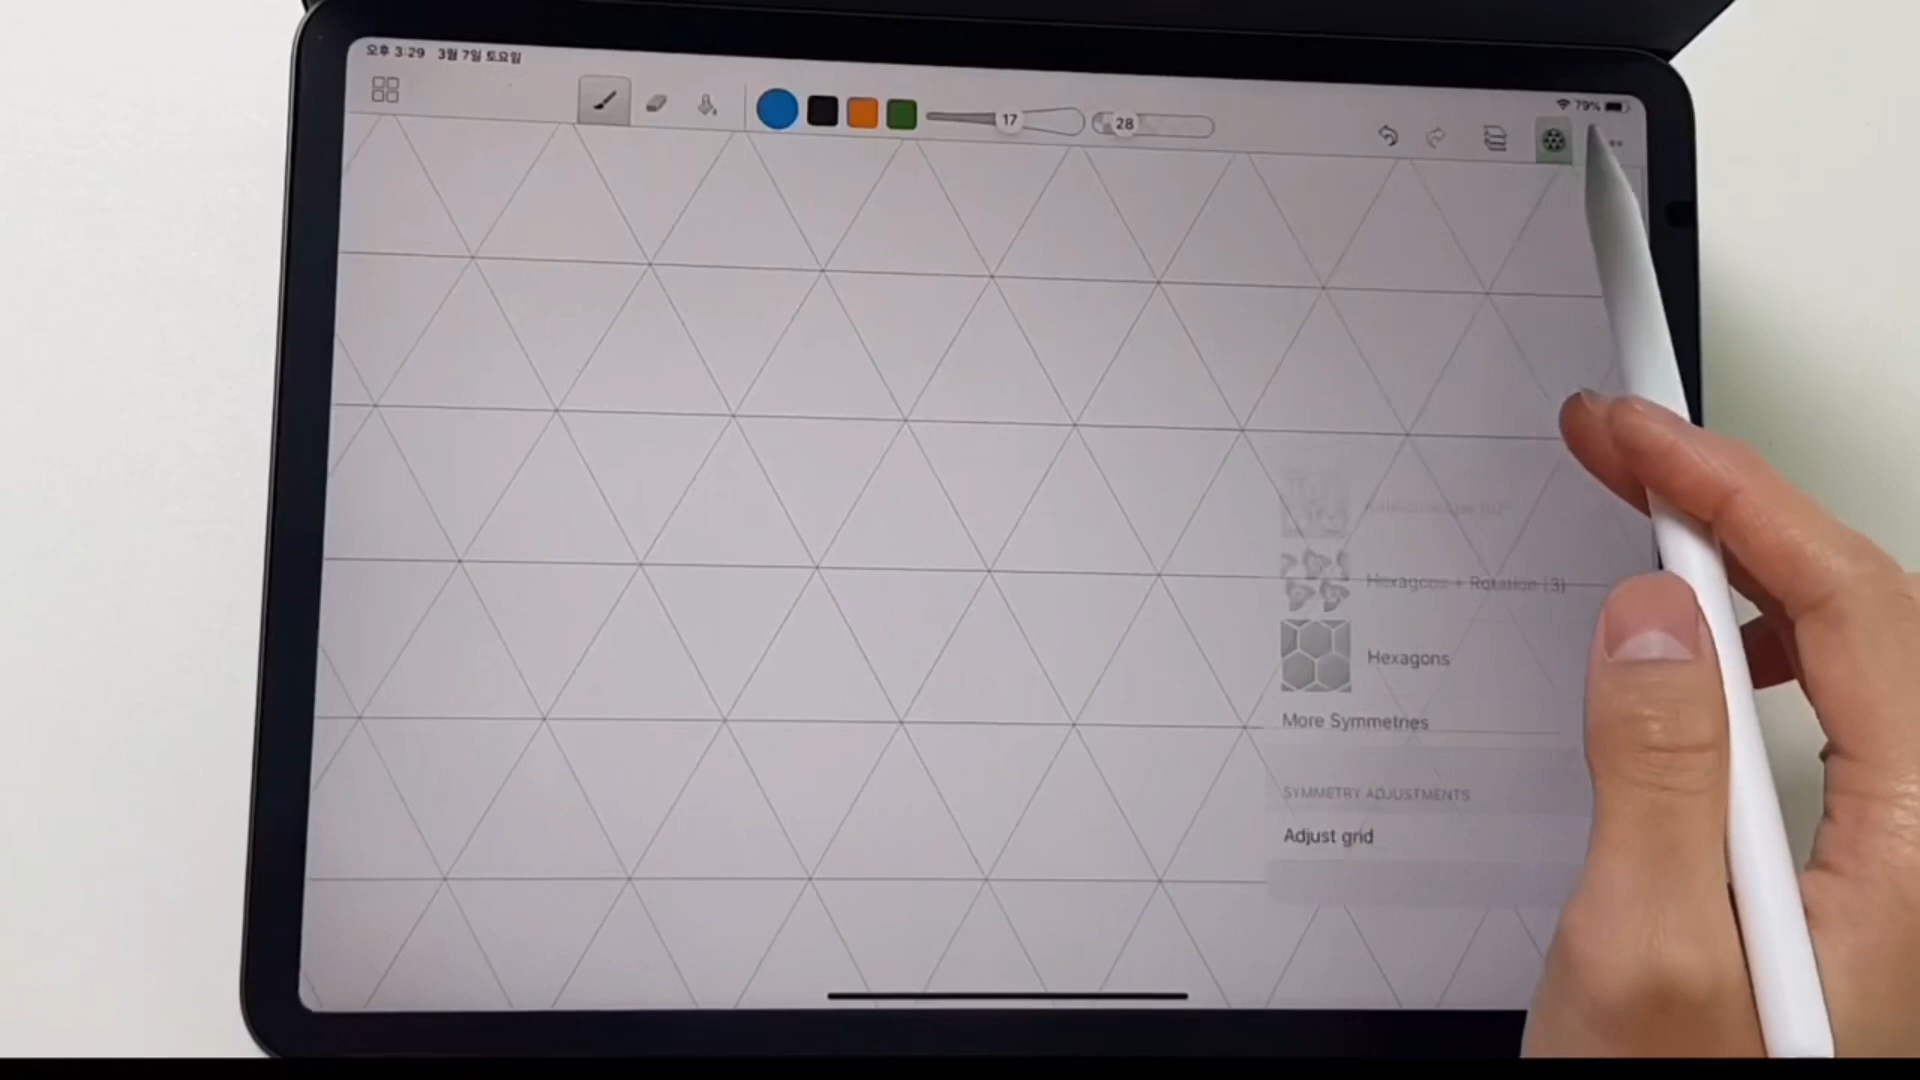 오후 3:29 3월 7일 토요일
79%
17
28
Hexagons + Rotation (3)
Hexagons
More Symmetries
SYMMETRY ADJUSTMENTS
Adjust grid